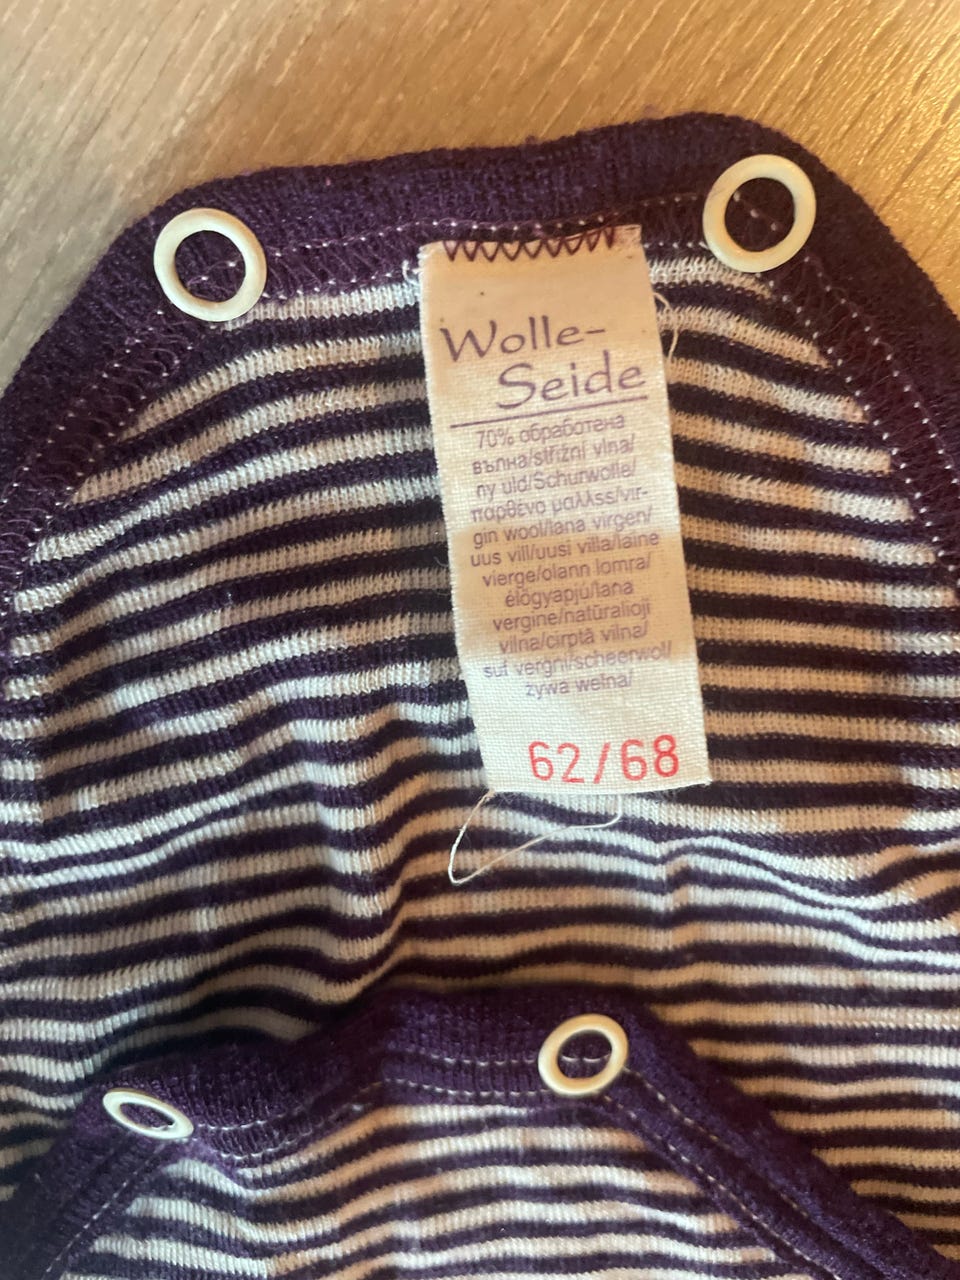 Wolle-
Seide
70% обработена
вълна/střižní vlna/
ny uld/Schurwolle/
παρθένο μαλλss/vir-
gin wool/lana virgen/
uus vill/uusi villa/laine
vierge/olann lomra/
élőgyapjú/lana
vergine/natūralioji
vilna/cirptā vilna/
suf vergni/scheerwol/
żywa wełna/
62/68